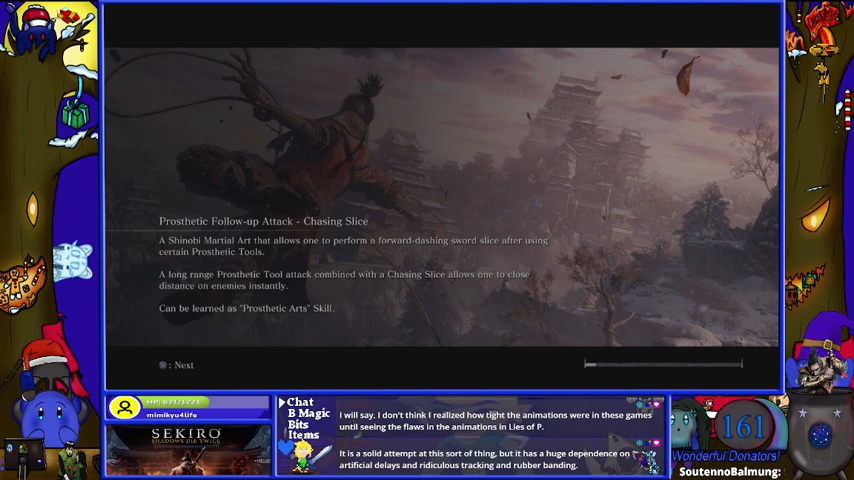 Prosthetic Follow-up Attack - Chasing Slice
A Shinobi Martial Art that allows one to perform a forward-dashing sword slice after using
certain Prosthetic Tools.
A long range Prosthetic Tool attack combined with a Chasing Slice allows one to close
distance on enemies instantly.
Can be learned as "Prosthetic Arts" Skill.
: Next
HP: 621/1221
mimikyu4life
SEKIRO
SHADOWS DIE TWICE
Chat
B Magic
Bits
Items
I will say, I don't think I realized how tight the animations were in these games
until seeing the flaws in the animations in Lies of P.
It is a solid attempt at this sort of thing, but it has a huge dependence on
artificial delays and ridiculous tracking and rubber banding.
161
Wonderful Donators!
SoutennoBalmung: